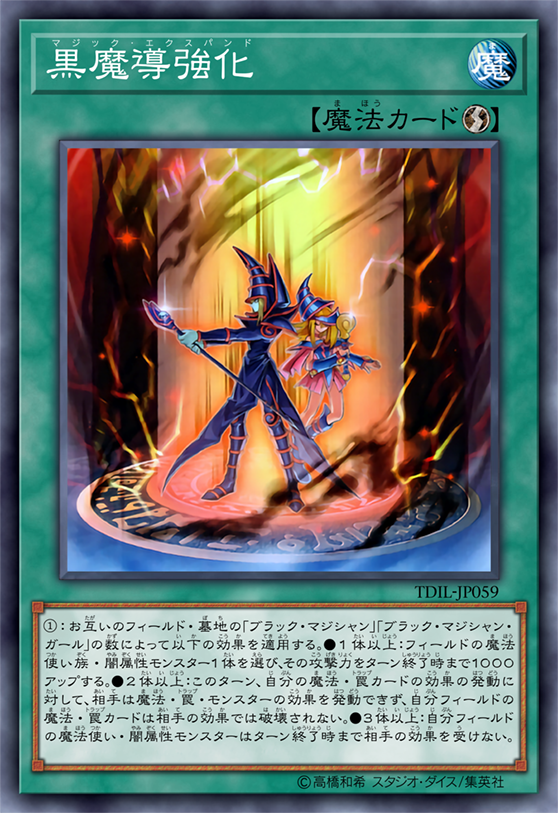 マジック・エクスパンド
黒魔導強化
魔
【魔法カード】
TDIL-JP059
①：お互いのフィールド・墓地の「ブラック・マジシャン」「ブラック・マジシャン・
ガール」の数によって以下の効果を適用する。●1体以上：フィールドの魔法
使い族・闇属性モンスター1体を選び、その攻撃力をターン終了時まで1000
アップする。●2体以上：このターン、自分の魔法・罠カードの効果の発動に
対して、相手は魔法・罠・モンスターの効果を発動できず、自分フィールドの
魔法・罠カードは相手の効果では破壊されない。●3体以上：自分フィールド
の魔法使い・闇属性モンスターはターン終了時まで相手の効果を受けない。
©高橋和希 スタジオ・ダイス/集英社